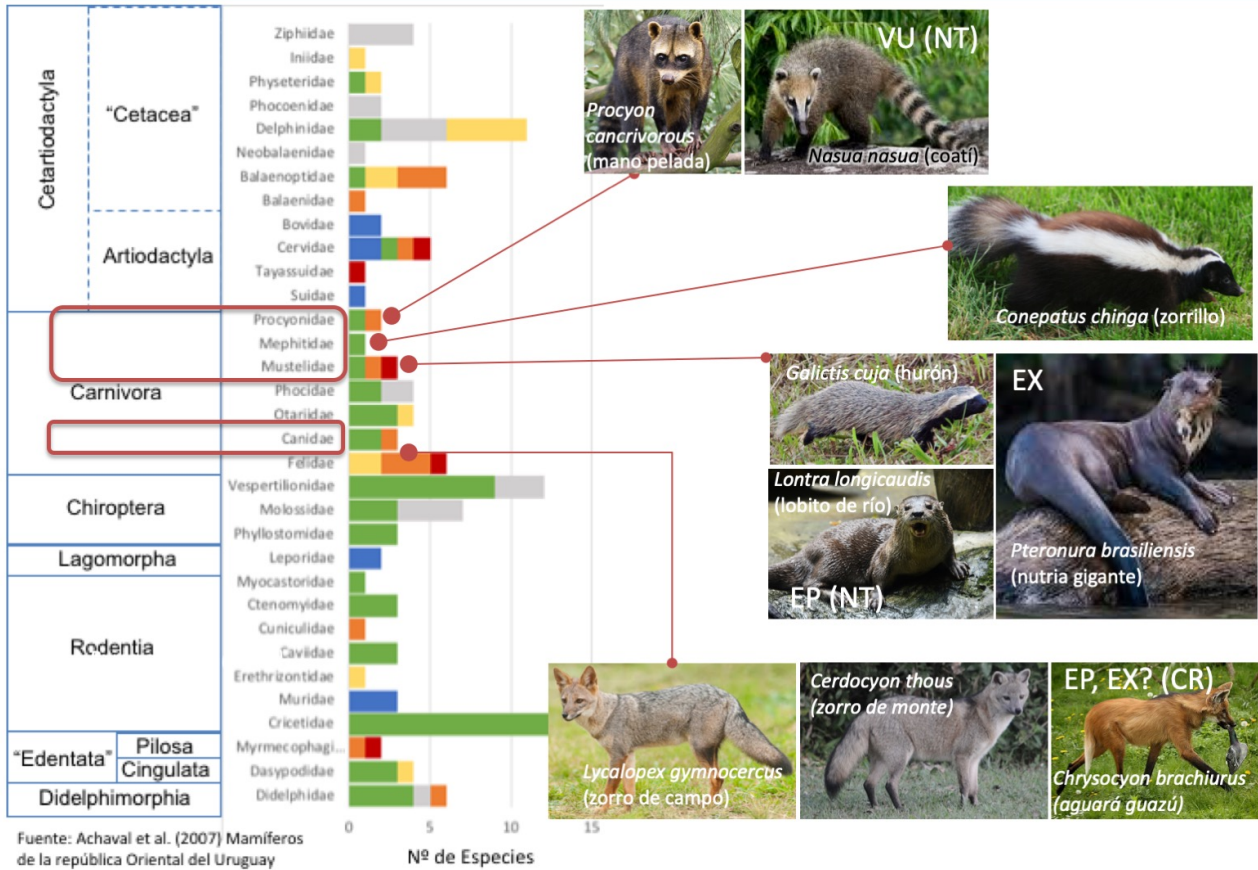 Cetartiodactyla
“Cetacea”
Artiodactyla
Carnivora
Chiroptera
Lagomorpha
Rodentia
“Edentata”
Pilosa
Cingulata
Didelphimorphia
Ziphiidae
Iniidae
Physeteridae
Phocoenidae
Delphinidae
Neobalaenidae
Balaenoptidae
Balaenidae
Bovidae
Cervidae
Tayassuidae
Suidae
Procyonidae
Mephitidae
Mustelidae
Phocidae
Otariidae
Canidae
Felidae
Vespertilionidae
Molossidae
Phyllostomidae
Leporidae
Myocastoridae
Ctenomyidae
Cuniculidae
Caviidae
Erethrizontidae
Muridae
Cricetidae
Myrmecophagi...
Dasypodidae
Didelphidae
0 5 10 15
Nº de Especies
Fuente: Achaval et al. (2007) Mamíferos
de la república Oriental del Uruguay
Procyon
cancrivorous
(mano pelada)
VU (NT)
Nasua nasua (coatí)
Conepatus chinga (zorrillo)
Galictis cuja (hurón)
EX
Lontra longicaudis
(lobito de río)
EP (NT)
Pteronura brasiliensis
(nutria gigante)
Lycalopex gymnocercus
(zorro de campo)
Cerdocyon thous
(zorro de monte)
EP, EX? (CR)
Chrysocyon brachiurus
(aguará guazú)